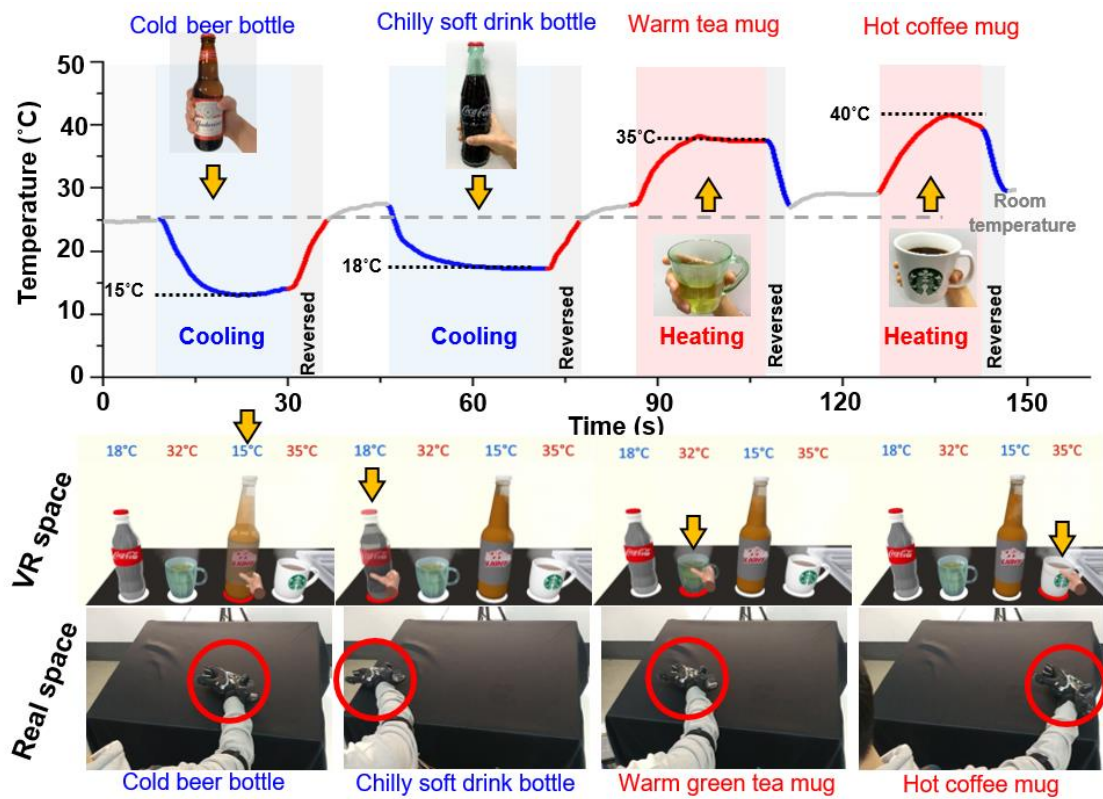 Cold beer bottle
Chilly soft drink bottle
Warm tea mug
Hot coffee mug
Temperature (˚C)
50
40
30
20
10
0
15˚C
18˚C
35˚C
40˚C
Room
temperature
Cooling
Reversed
Cooling
Reversed
Heating
Reversed
Heating
Reversed
0
30
60
90
120
150
Time (s)
VR space
18°C 32°C 15°C 35°C
18°C 32°C 15°C 35°C
18°C 32°C 15°C 35°C
18°C 32°C 15°C 35°C
Coca-Cola
Real space
Cold beer bottle
Chilly soft drink bottle
Warm green tea mug
Hot coffee mug